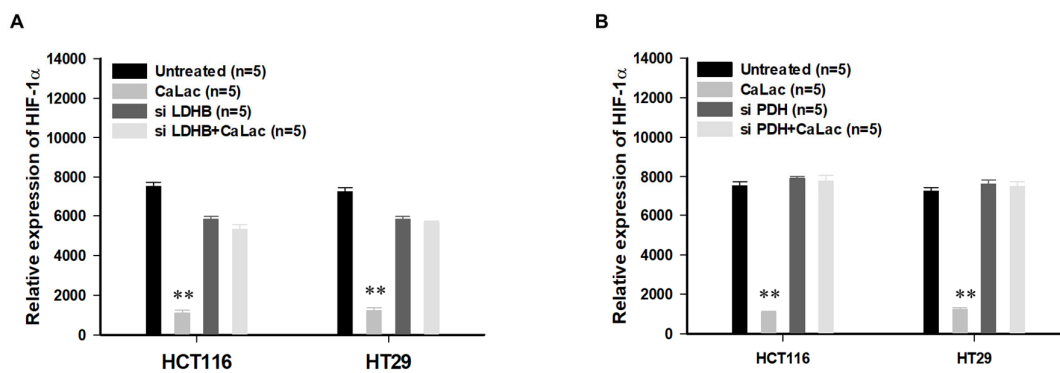 A
Relative expression of HIF-1α
14000
12000
10000
8000
6000
4000
2000
0
Untreated (n=5)
CaLac (n=5)
si LDHB (n=5)
si LDHB+CaLac (n=5)
**
**
HCT116
HT29
B
Relative expression of HIF-1α
14000
12000
10000
8000
6000
4000
2000
0
Untreated (n=5)
CaLac (n=5)
si PDH (n=5)
si PDH+CaLac (n=5)
**
**
HCT116
HT29